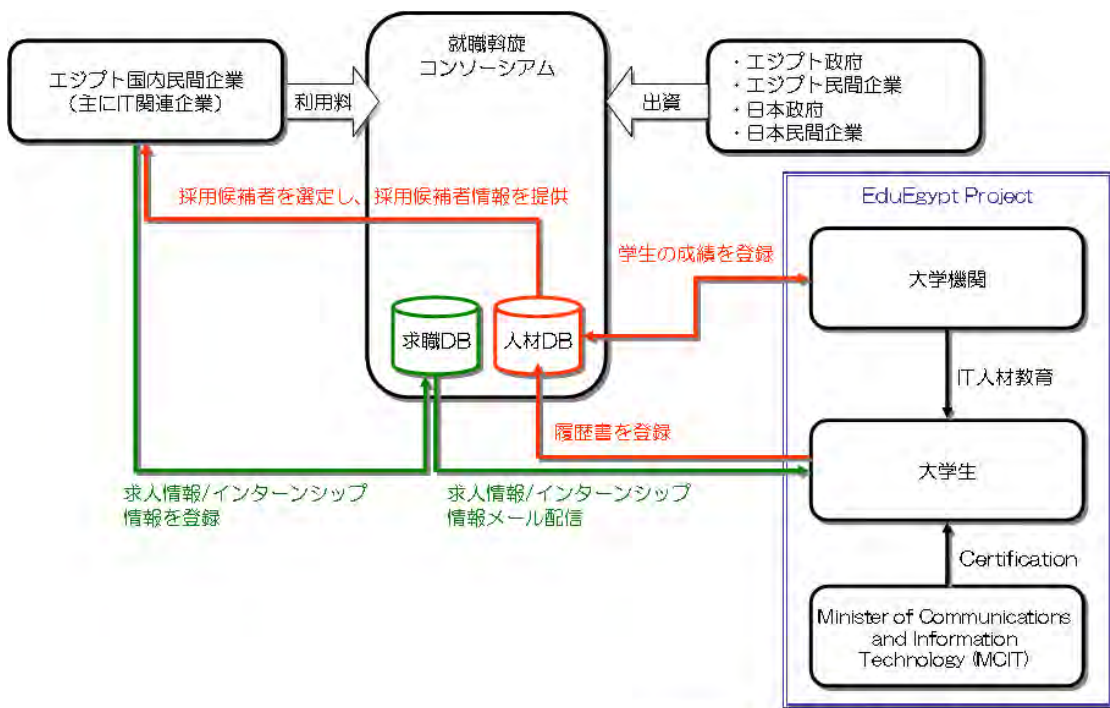 就職斡旋
コンソーシアム
エジプト国内民間企業
(主にIT関連企業)
利用料
出資
・エジプト政府
・エジプト民間企業
・日本政府
・日本民間企業
採用候補者を選定し、採用候補者情報を提供
EduEgypt Project
学生の成績を登録
大学機関
求職DB
人材DB
IT人材教育
履歴書を登録
大学生
求人情報/インターンシップ
情報を登録
求人情報/インターンシップ
情報メール配信
Certification
Minister of Communications
and Information
Technology (MCIT)